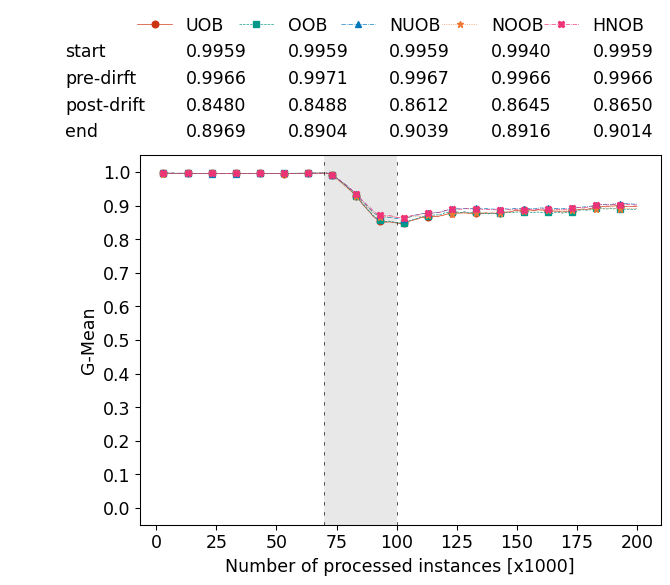 UOB OOB NUOB NOOB HNOB
start 0.9959 0.9959 0.9959 0.9940 0.9959
pre-dirft 0.9966 0.9971 0.9967 0.9966 0.9966
post-drift 0.8480 0.8488 0.8612 0.8645 0.8650
end 0.8969 0.8904 0.9039 0.8916 0.9014
1.0
0.9
0.8
0.7
0.6
0.5
0.4
0.3
0.2
0.1
0.0
G-Mean
0 25 50 75 100 125 150 175 200
Number of processed instances [x1000]